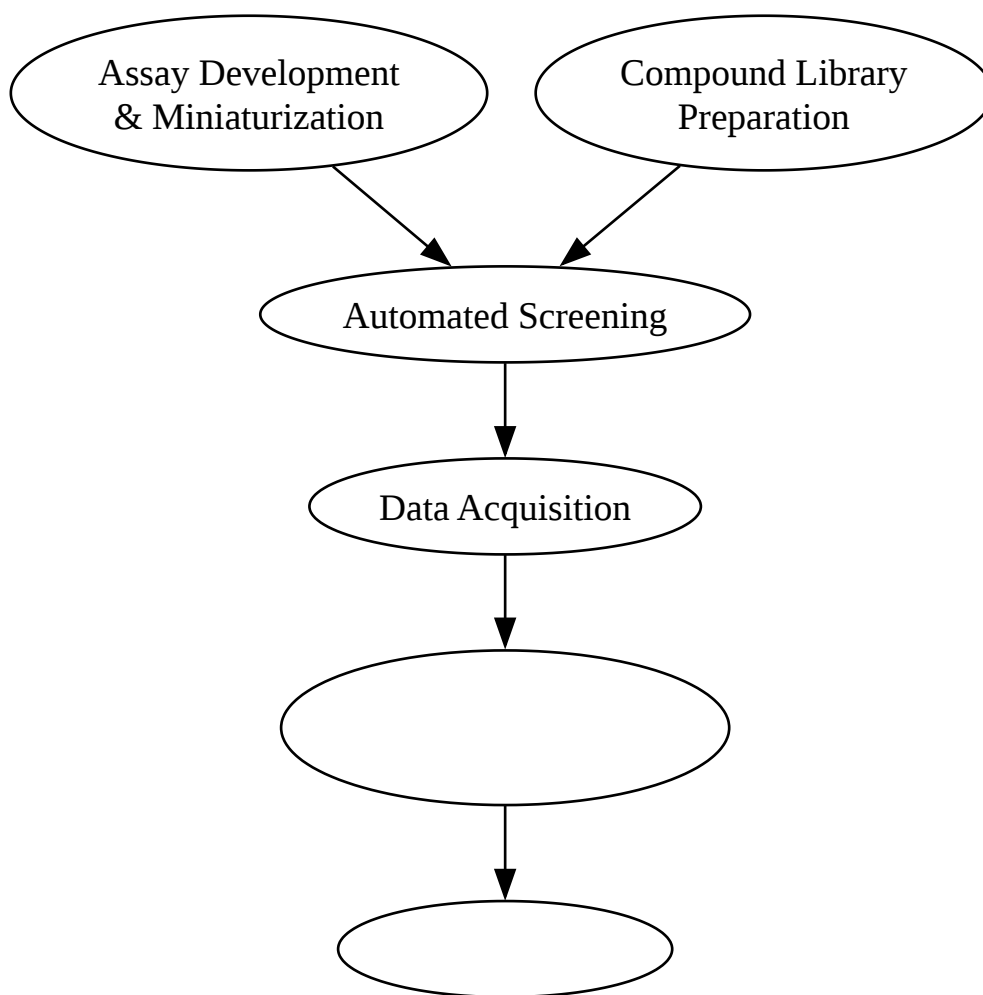 Assay Development
& Miniaturization
Compound Library
Preparation
Automated Screening
Data Acquisition